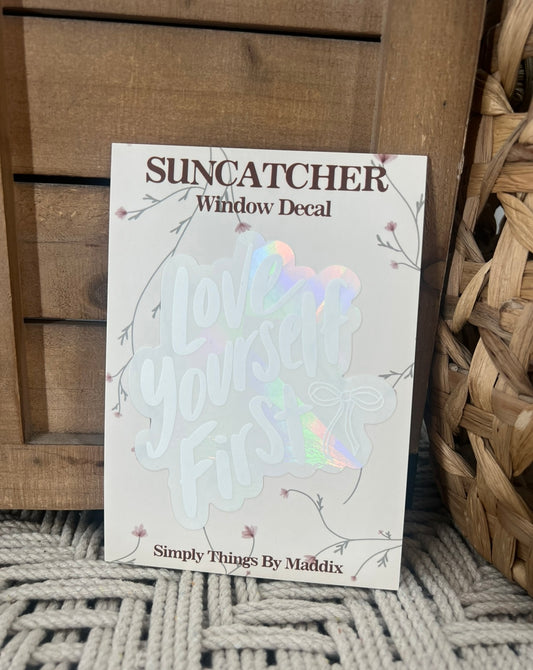 SUNCATCHER
Window Decal
Love
Yourself
First
Simply Things By Maddix